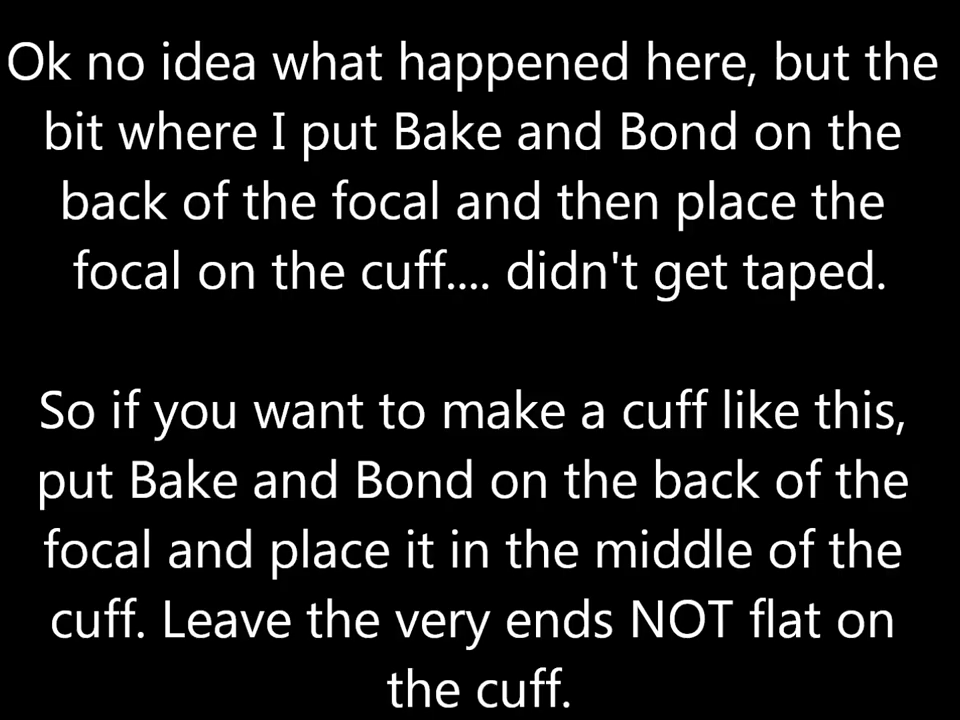 Ok no idea what happened here, but the
bit where I put Bake and Bond on the
back of the focal and then place the
focal on the cuff.... didn't get taped.
So if you want to make a cuff like this,
put Bake and Bond on the back of the
focal and place it in the middle of the
cuff. Leave the very ends NOT flat on
the cuff.